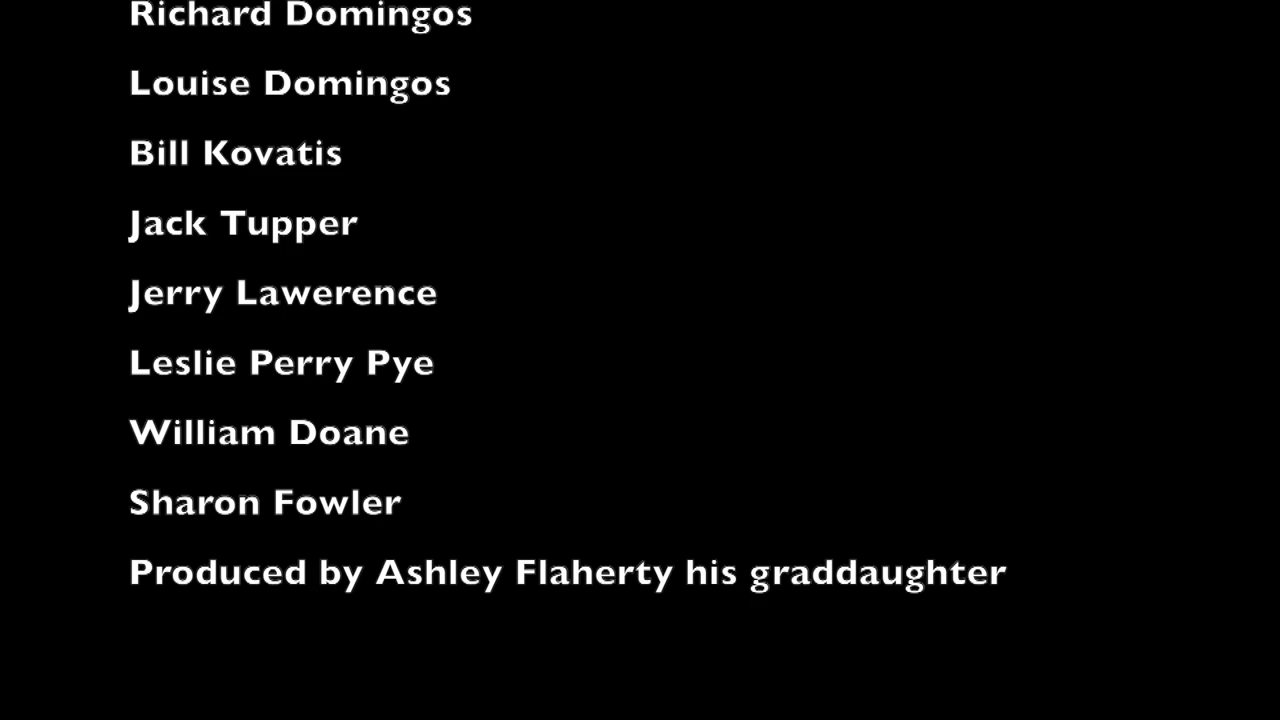 Richard Domingos
Louise Domingos
Bill Kovatis
Jack Tupper
Jerry Lawerence
Leslie Perry Pye
William Doane
Sharon Fowler
Produced by Ashley Flaherty his graddaughter